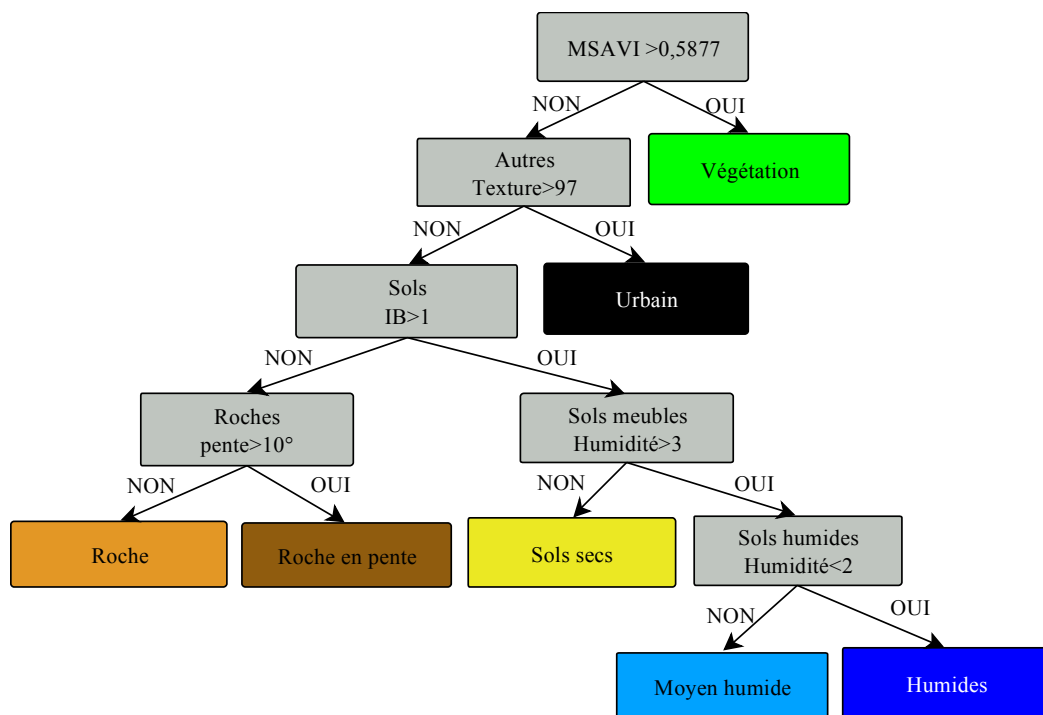 MSAVI >0,5877
NON
OUI
Autres
Texture>97
Végétation
NON
OUI
Sols
IB>1
Urbain
NON
OUI
Roches
pente>10°
Sols meubles
Humidité>3
NON
OUI
NON
OUI
Roche
Roche en pente
Sols secs
Sols humides
Humidité<2
NON
OUI
Moyen humide
Humides